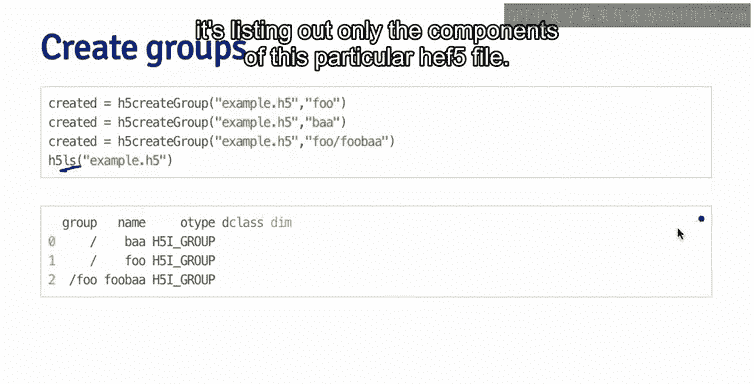 it's listing out only the components
of this particular hef5 file.
Create groups
created = h5createGroup("example.h5","foo")
created = h5createGroup("example.h5","baa")
created = h5createGroup("example.h5","foo/foobaa")
h5ls("example.h5")
group name otype dclass dim
0 / baa H5I_GROUP
1 / foo H5I_GROUP
2 /foo foobaa H5I_GROUP